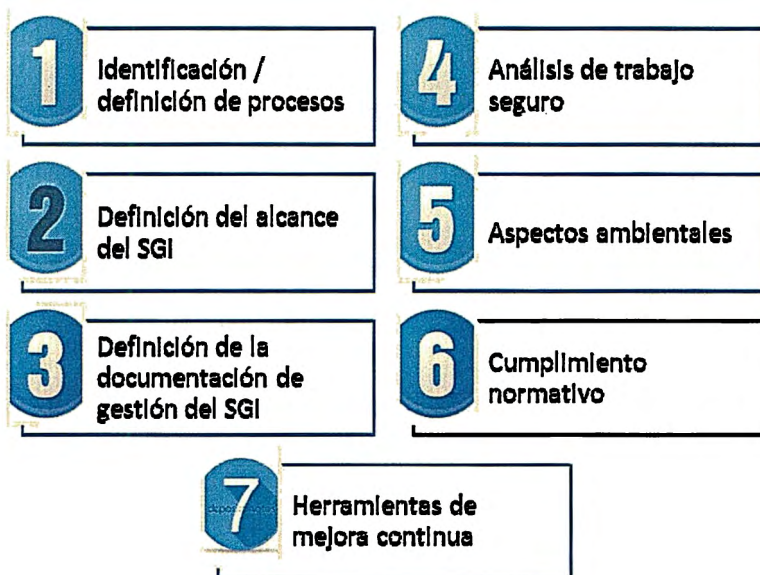 1
Identificación /
definición de procesos
2
Definición del alcance
del SGI
3
Definición de la
documentación de
gestión del SGI
4
Análisis de trabajo
seguro
5
Aspectos ambientales
6
Cumplimiento
normativo
7
Herramientas de
mejora continua